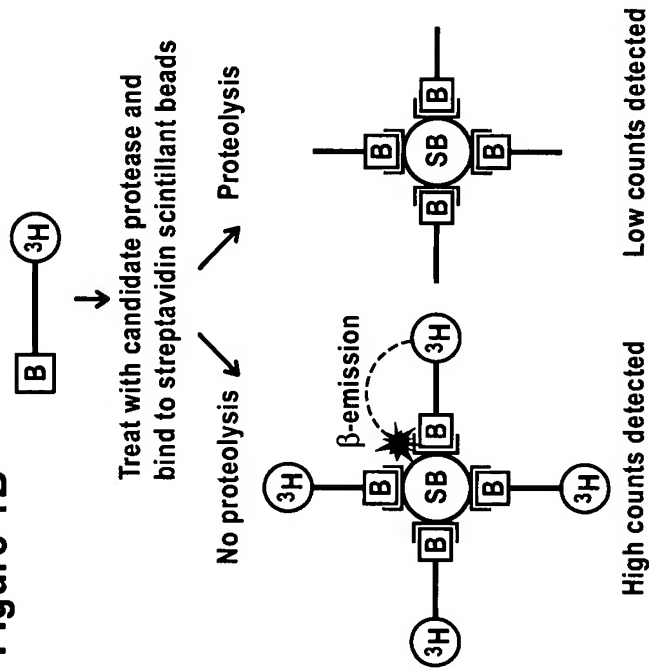 Figure 1B
B ³H
Treat with candidate protease and
bind to streptavidin scintillant beads
No proteolysis Proteolysis
β-emission
³H
B B
³H B SB B ³H B SB B
B B
³H
High counts detected Low counts detected